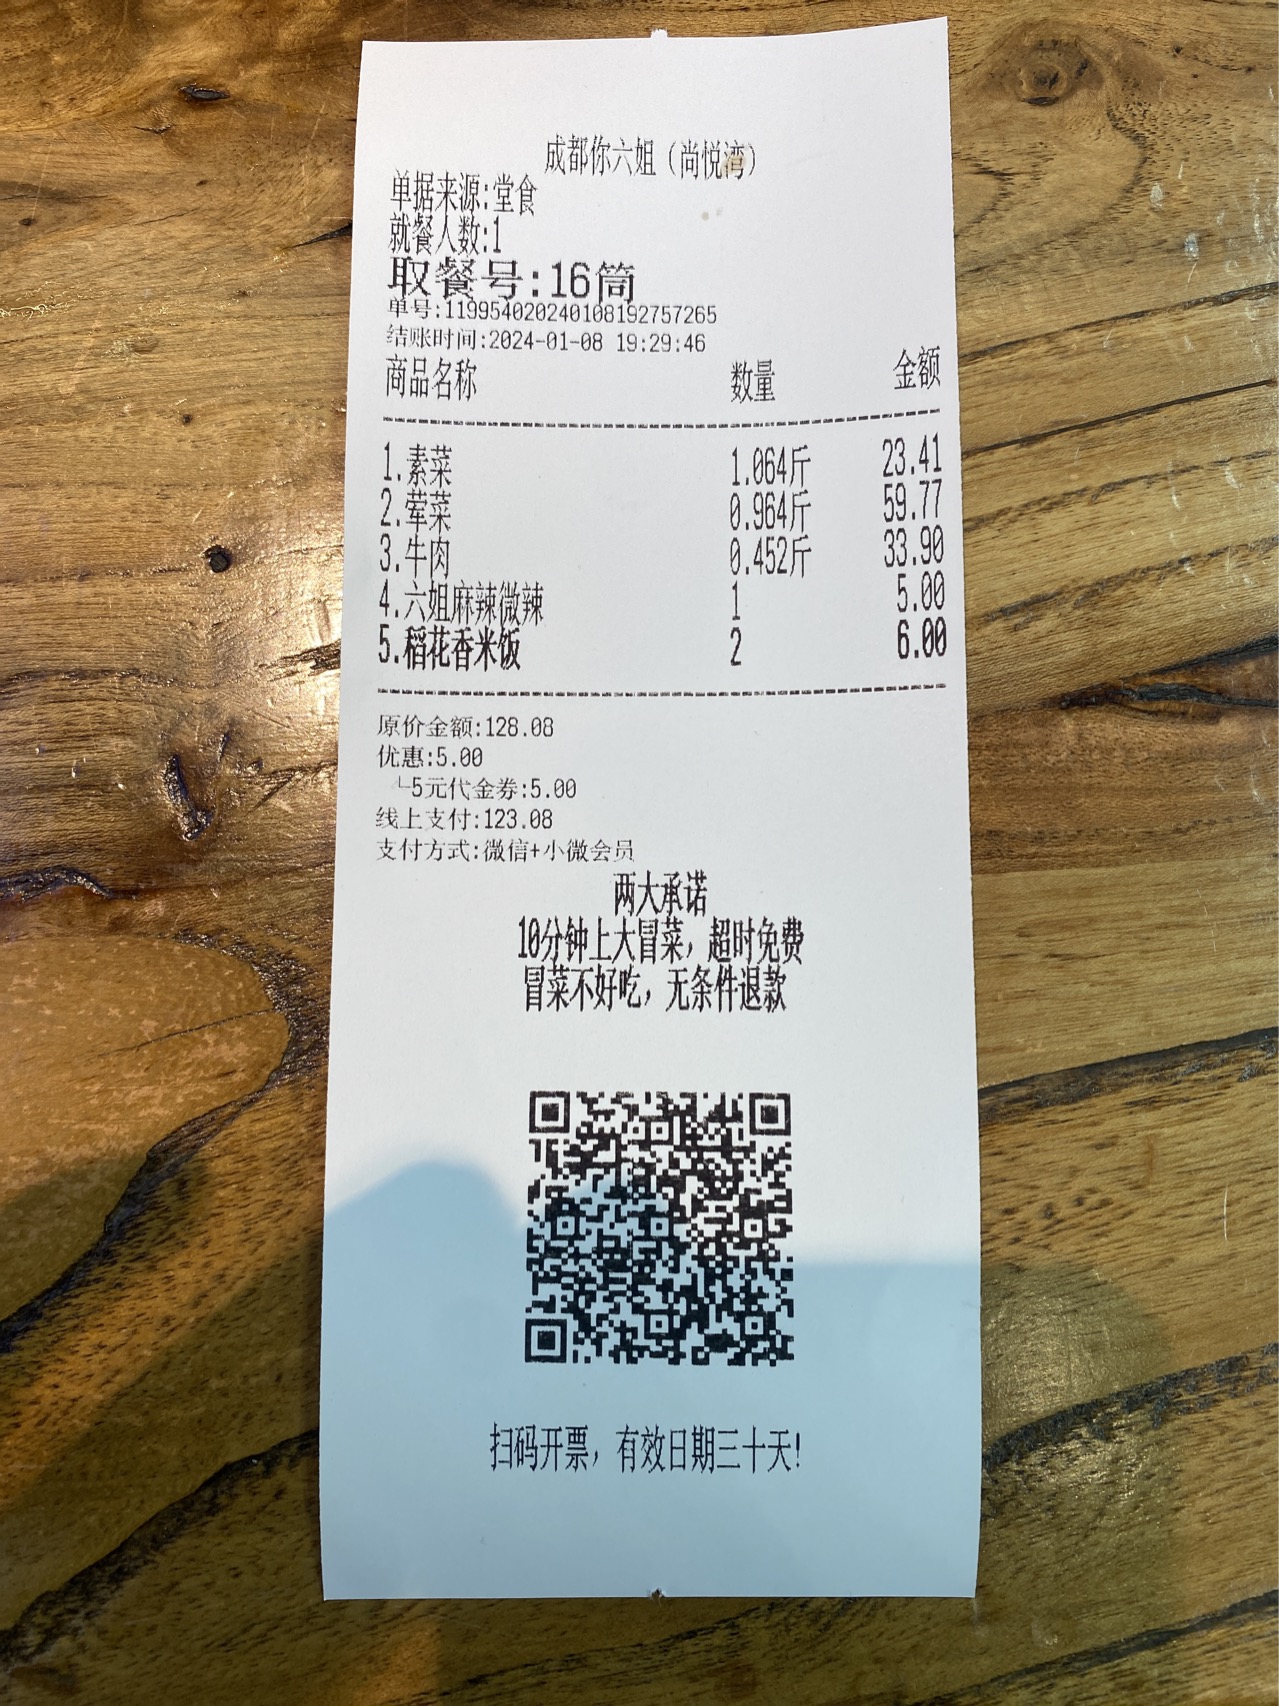 成都你六姐（尚悦湾）
单据来源:堂食
就餐人数:1
取餐号:16筒
单号:119954020240108192757265
结账时间:2024-01-08 19:29:46
商品名称 数量 金额
1.素菜 1.064斤 23.41
2.荤菜 0.964斤 59.77
3.牛肉 0.452斤 33.90
4.六姐麻辣微辣 1 5.00
5.稻花香米饭 2 6.00
原价金额:128.08
优惠:5.00
└5元代金券:5.00
线上支付:123.08
支付方式:微信+小微会员
两大承诺
10分钟上大冒菜，超时免费
冒菜不好吃，无条件退款
扫码开票，有效日期三十天!